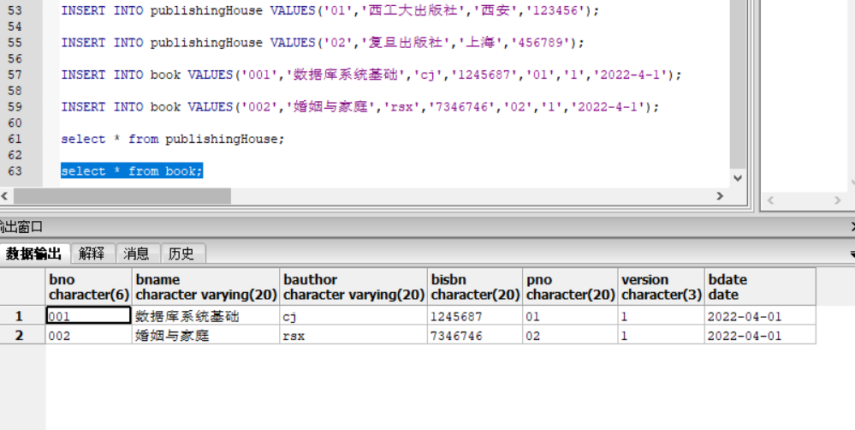 53 INSERT INTO publishingHouse VALUES('01','西工大出版社','西安','123456');
54
55 INSERT INTO publishingHouse VALUES('02','复旦出版社','上海','456789');
56
57 INSERT INTO book VALUES('001','数据库系统基础','cj','1245687','01','1','2022-4-1');
58
59 INSERT INTO book VALUES('002','婚姻与家庭','rsx','7346746','02','1','2022-4-1');
60
61 select * from publishingHouse;
62
63 select * from book;
输出窗口
数据输出 解释 消息 历史
bno bname bauthor bisbn pno version bdate
character(6) character varying(20) character varying(20) character(20) character(20) character(3) date
1 001 数据库系统基础 cj 1245687 01 1 2022-04-01
2 002 婚姻与家庭 rsx 7346746 02 1 2022-04-01